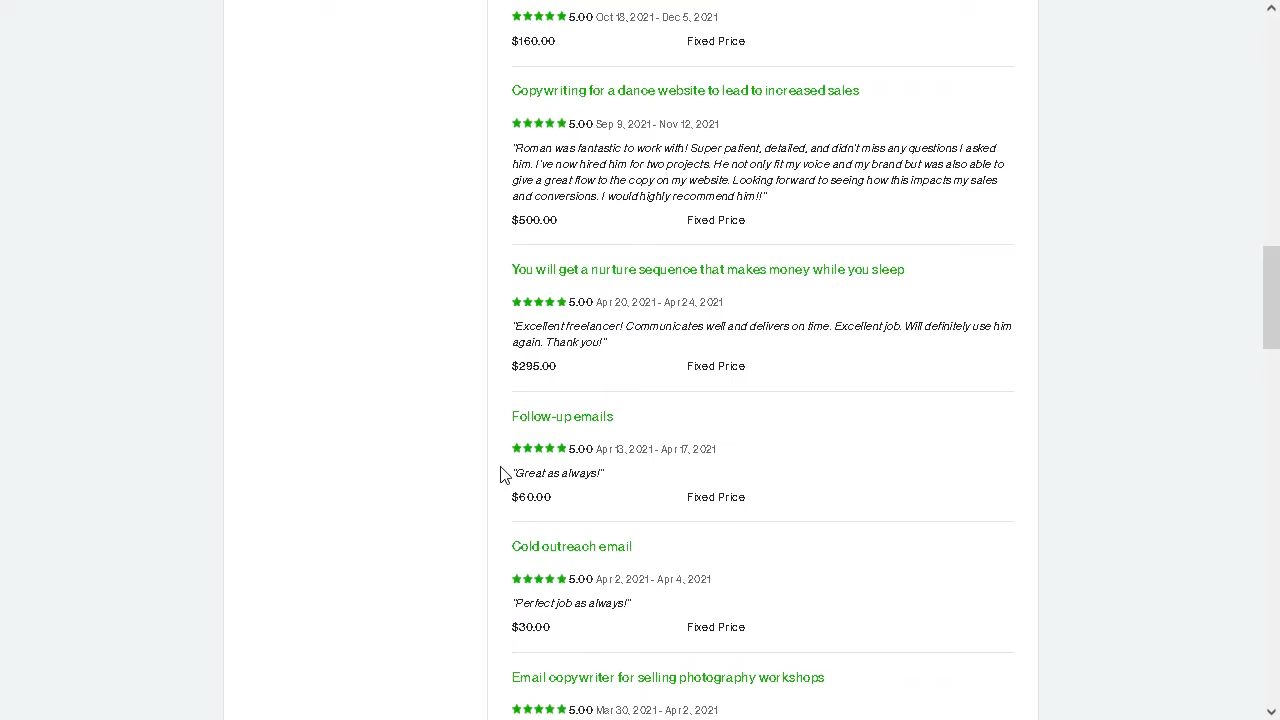 5.00 Oct 18, 2021 - Dec 5, 2021
$160.00 Fixed Price
Copywriting for a dance website to lead to increased sales
5.00 Sep 9, 2021 - Nov 12, 2021
"Roman was fantastic to work with! Super patient, detailed, and didn't miss any questions I asked
him. I've now hired him for two projects. He not only fit my voice and my brand but was also able to
give a great flow to the copy on my website. Looking forward to seeing how this impacts my sales
and conversions. I would highly recommend him!!"
$500.00 Fixed Price
You will get a nurture sequence that makes money while you sleep
5.00 Apr 20, 2021 - Apr 24, 2021
"Excellent freelancer! Communicates well and delivers on time. Excellent job. Will definitely use him
again. Thank you!"
$295.00 Fixed Price
Follow-up emails
5.00 Apr 13, 2021 - Apr 17, 2021
"Great as always!"
$60.00 Fixed Price
Cold outreach email
5.00 Apr 2, 2021 - Apr 4, 2021
"Perfect job as always!"
$30.00 Fixed Price
Email copywriter for selling photography workshops
5.00 Mar 30, 2021 - Apr 2, 2021